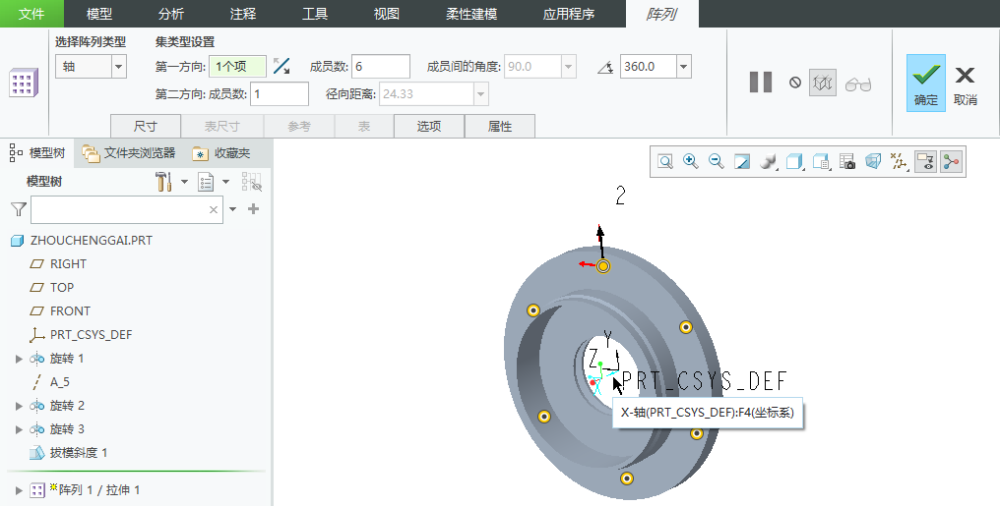 文件 模型 分析 注释 工具 视图 柔性建模 应用程序 阵列
选择阵列类型 集类型设置
轴 第一方向: 1个项 成员数: 6 成员间的角度: 90.0 360.0
第二方向: 成员数: 1 径向距离: 24.33
确定 取消
尺寸 表尺寸 参考 表 选项 属性
模型树 文件夹浏览器 收藏夹
模型树
ZHOUCHENGGAI.PRT
RIGHT
TOP
FRONT
PRT_CSYS_DEF
旋转 1
A_5
旋转 2
旋转 3
拔模斜度 1
阵列 1 / 拉伸 1
2
Y
Z
X
PRT_CSYS_DEF
X-轴(PRT_CSYS_DEF):F4(坐标系)